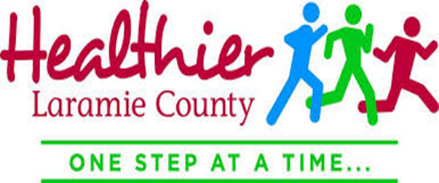 Healthier
Laramie County
ONE STEP AT A TIME...